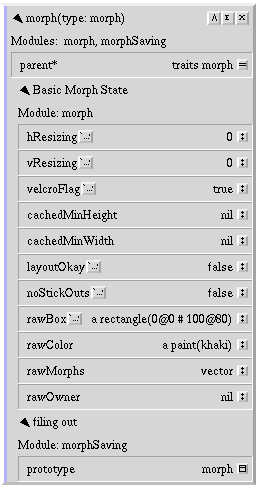 morph(type: morph) A E X
Modules: morph, morphSaving
parent* traits morph =
Basic Morph State
Module: morph
hResizing '...' 0
vResizing '...' 0
velcroFlag '...' true
cachedMinHeight nil
cachedMinWidth nil
layoutOkay '...' false
noStickOuts '...' false
rawBox '...' a rectangle(0@0 # 100@80)
rawColor a paint(khaki)
rawMorphs vector
rawOwner nil
filing out
Module: morphSaving
prototype morph =